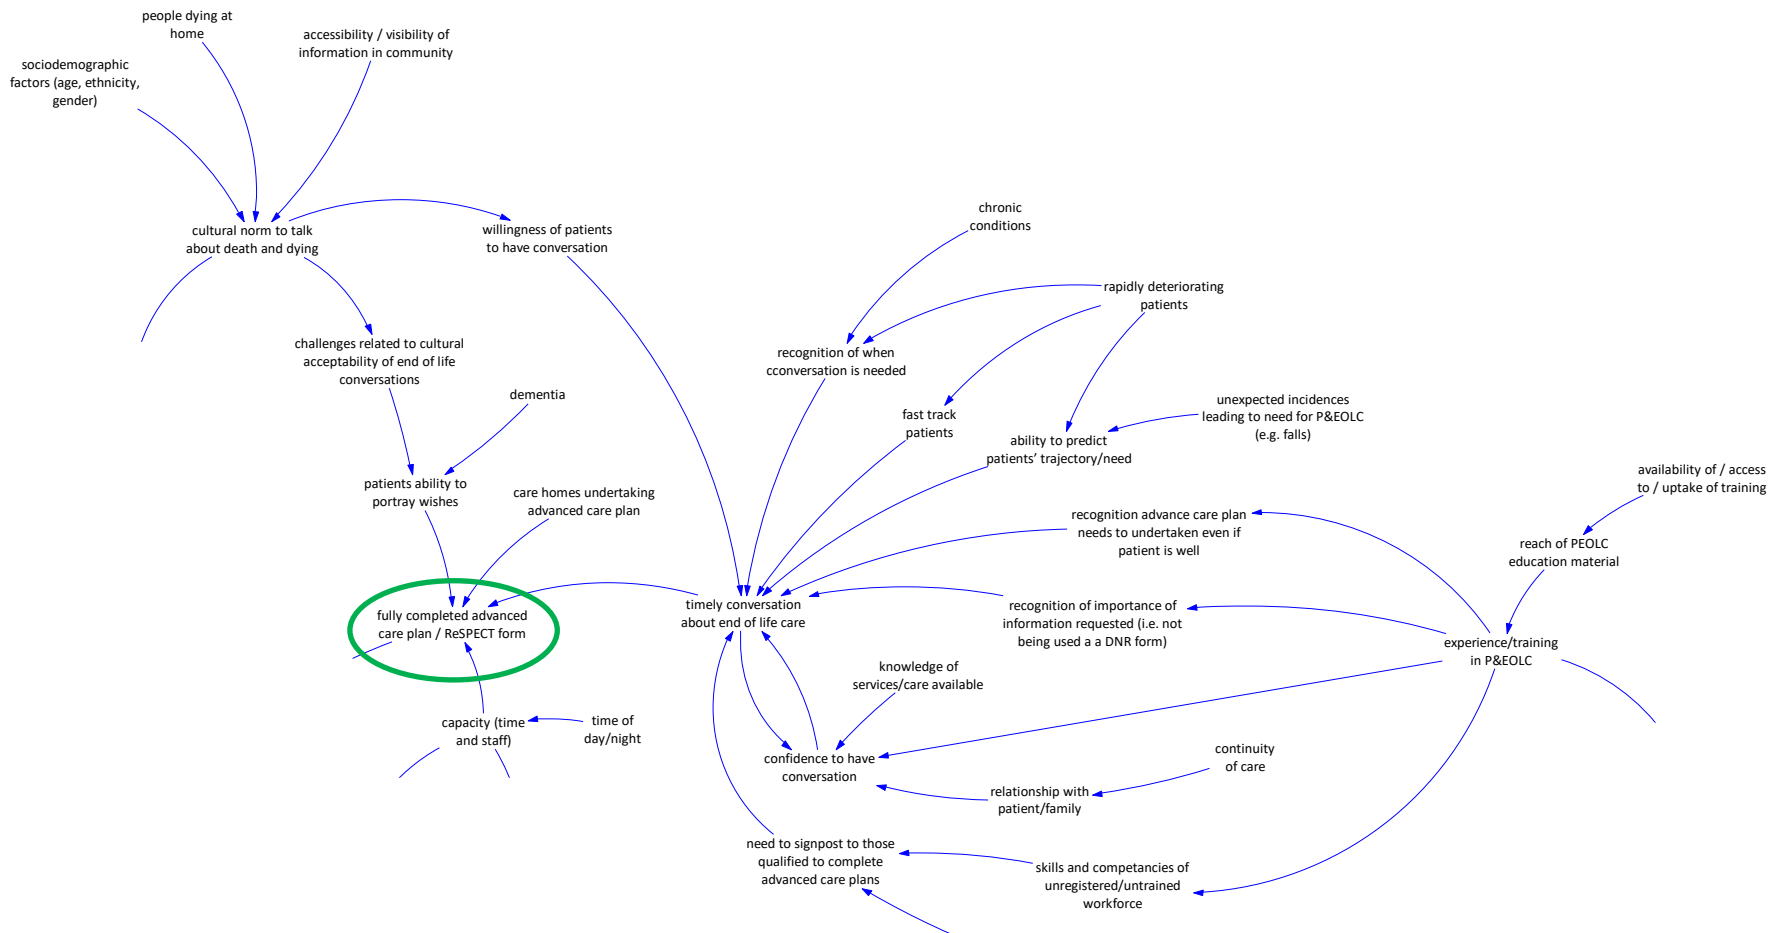 people dying at
home
accessibility / visibility of
information in community
sociodemographic
factors (age, ethnicity,
gender)
cultural norm to talk
about death and dying
willingness of patients
to have conversation
chronic
conditions
rapidly deteriorating
patients
challenges related to cultural
acceptability of end of life
conversations
recognition of when
cconversation is needed
dementia
fast track
patients
unexpected incidences
leading to need for P&EOLC
(e.g. falls)
ability to predict
patients' trajectory/need
patients ability to
portray wishes
care homes undertaking
advanced care plan
availability of / access
to / uptake of training
recognition advance care plan
needs to undertaken even if
patient is well
reach of PEOLC
education material
fully completed advanced
care plan / ReSPECT form
timely conversation
about end of life care
recognition of importance of
information requested (i.e. not
being used a a DNR form)
experience/training
in P&EOLC
knowledge of
services/care available
capacity (time
and staff)
time of
day/night
confidence to have
conversation
continuity
of care
relationship with
patient/family
need to signpost to those
qualified to complete
advanced care plans
skills and competancies of
unregistered/untrained
workforce